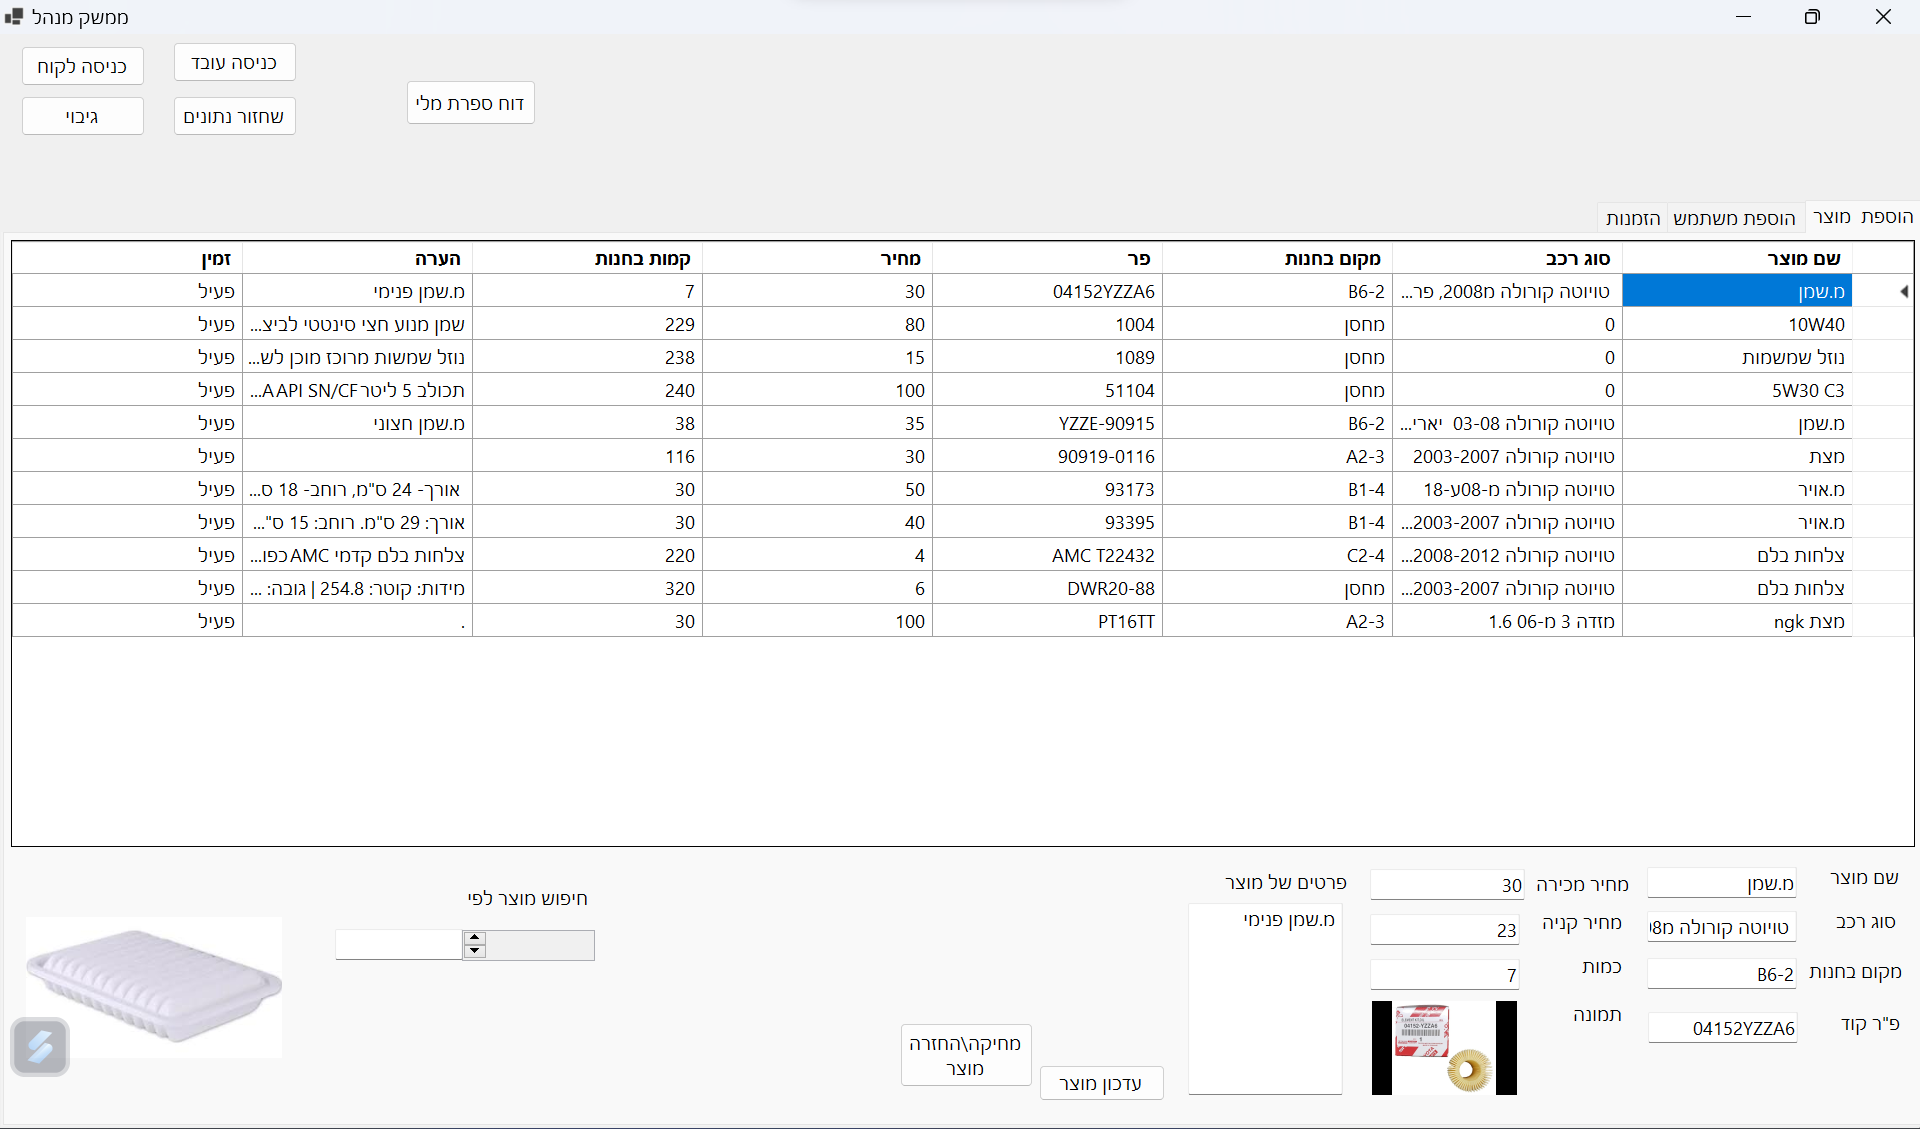 ממשק מנהל
כניסה לקוח
כניסה עובד
גיבוי
שחזור נתונים
דוח ספרת מלי
הוספת מוצר
הוספת משתמש
הזמנות
שם מוצר סוג רכב מקום בחנות פר מחיר קמות בחנות הערה זמין
מ.שמן טויוטה קורולה מ2008, פר... B6-2 04152YZZA6 30 7 מ.שמן פנימי פעיל
10W40 0 מחסן 1004 80 229 שמן מנוע חצי סינטטי לביצ... פעיל
נוזל שמשמות 0 מחסן 1089 15 238 נוזל שמשות מרוכז מוכן לש... פעיל
5W30 C3 0 מחסן 51104 100 240 תכולב 5 ליטרAAPI SN/CF... פעיל
מ.שמן טויוטה קורולה 03-08 יארי... B6-2 YZZE-90915 35 38 מ.שמן חצוני פעיל
מצת טויוטה קורולה 2003-2007 A2-3 90919-0116 30 116 פעיל
מ.אויר טויוטה קורולה מ-08ע-18 B1-4 93173 50 30 אורך- 24 ס"מ, רוחב- 18 ס... פעיל
מ.אויר טויוטה קורולה 2003-2007... B1-4 93395 40 30 אורך: 29 ס"מ. רוחב: 15 ס"... פעיל
צלחות בלם טויוטה קורולה 2008-2012... C2-4 AMC T22432 4 220 צלחות בלם קדמי AMCכפו... פעיל
צלחות בלם טויוטה קורולה 2003-2007... מחסן DWR20-88 6 320 מידות: קוטר: 254.8 | גובה: ... פעיל
מצת ngk מזדה 3 מ-06 1.6 A2-3 PT16TT 100 30 . פעיל
שם מוצר מ.שמן
סוג רכב טויוטה קורולה מ08
מקום בחנות B6-2
פ"ר קוד 04152YZZA6
מחיר מכירה 30
מחיר קניה 23
כמות 7
תמונה
04152-YZZA6
פרטים של מוצר
מ.שמן פנימי
עדכון מוצר
מחיקה\החזרה
מוצר
חיפוש מוצר לפי